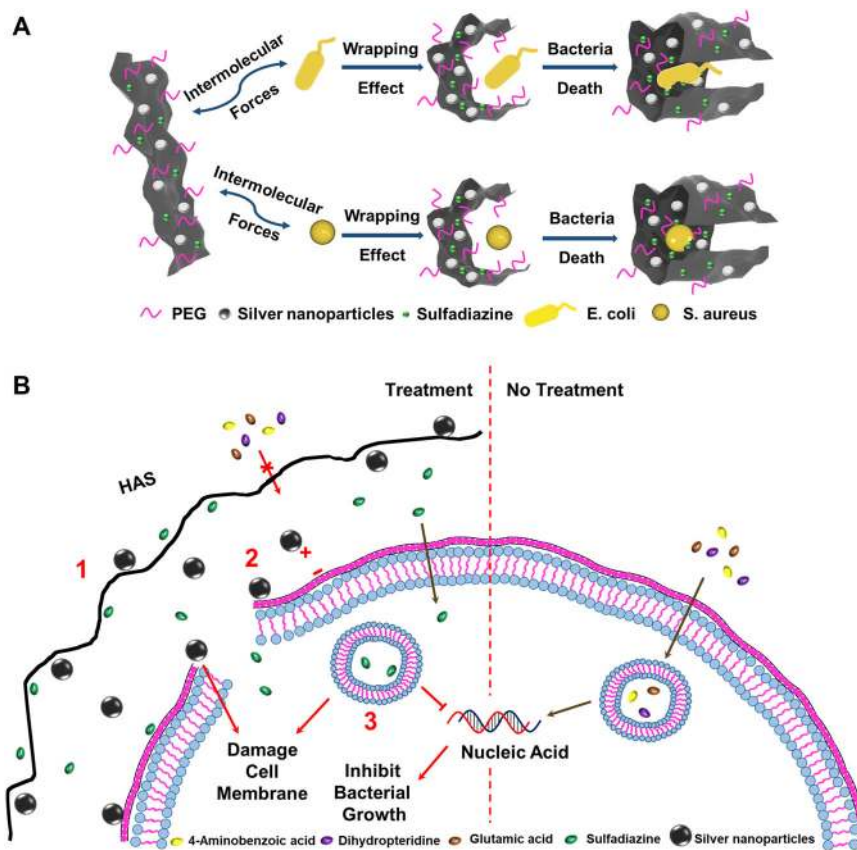 A
Intermolecular
Forces
Wrapping
Effect
Bacteria
Death
Intermolecular
Forces
Wrapping
Effect
Bacteria
Death
PEG Silver nanoparticles Sulfadiazine E. coli S. aureus
B
Treatment No Treatment
HAS
1
2
+
-
3
Damage
Cell
Membrane
Nucleic Acid
Inhibit
Bacterial
Growth
4-Aminobenzoic acid Dihydropteridine Glutamic acid Sulfadiazine Silver nanoparticles